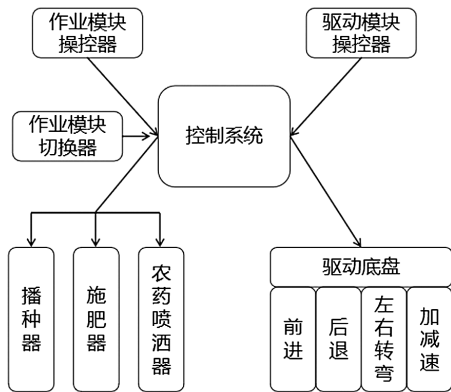 作业模块
操控器
驱动模块
操控器
作业模块
切换器
控制系统
播种器
施肥器
农药喷洒器
驱动底盘
前进
后退
左右转弯
加减速